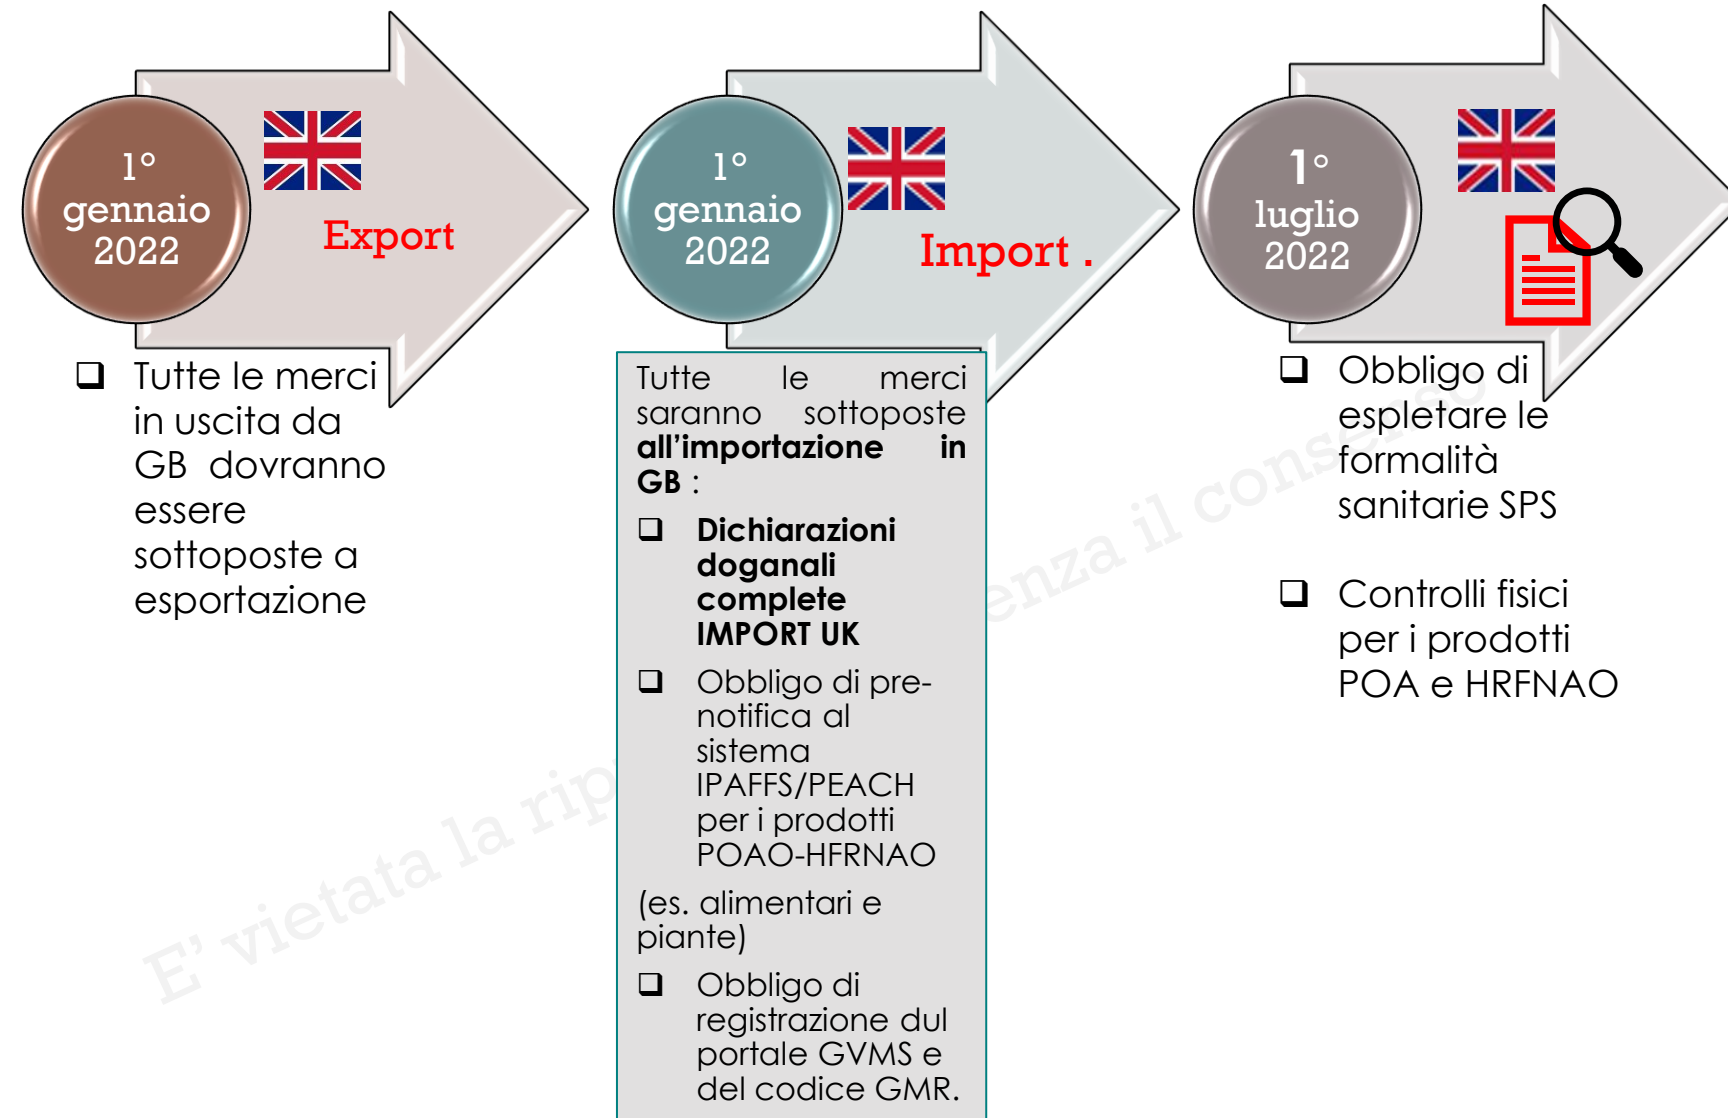 1°
gennaio
2022
Export
❑ Tutte le merci
in uscita da
GB dovranno
essere
sottoposte a
esportazione
1°
gennaio
2022
Import .
Tutte le merci
saranno sottoposte
all’importazione in
GB :
❑ Dichiarazioni
doganali
complete
IMPORT UK
❑ Obbligo di pre-
notifica al
sistema
IPAFFS/PEACH
per i prodotti
POAO-HFRNAO
(es. alimentari e
piante)
❑ Obbligo di
registrazione dul
portale GVMS e
del codice GMR.
1°
luglio
2022
❑ Obbligo di
espletare le
formalità
sanitarie SPS
❑ Controlli fisici
per i prodotti
POA e HRFNAO
E’ vietata la il consenso